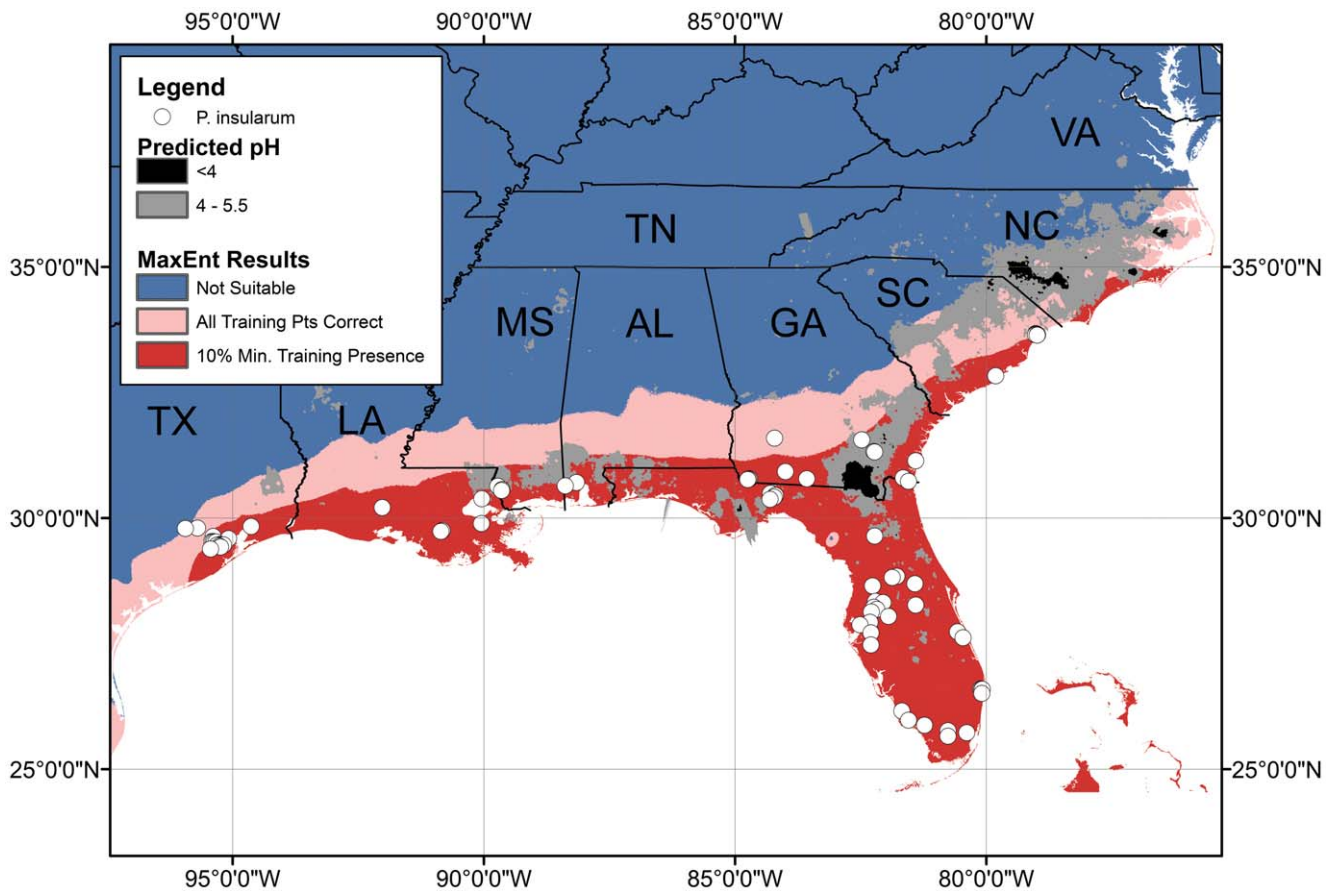 95°0'0"W 90°0'0"W 85°0'0"W 80°0'0"W
Legend
P. insularum
Predicted pH
<4
4 - 5.5
MaxEnt Results
Not Suitable
All Training Pts Correct
10% Min. Training Presence
VA
TN NC
35°0'0"N 35°0'0"N
MS AL GA SC
TX LA
30°0'0"N 30°0'0"N
25°0'0"N 25°0'0"N
95°0'0"W 90°0'0"W 85°0'0"W 80°0'0"W